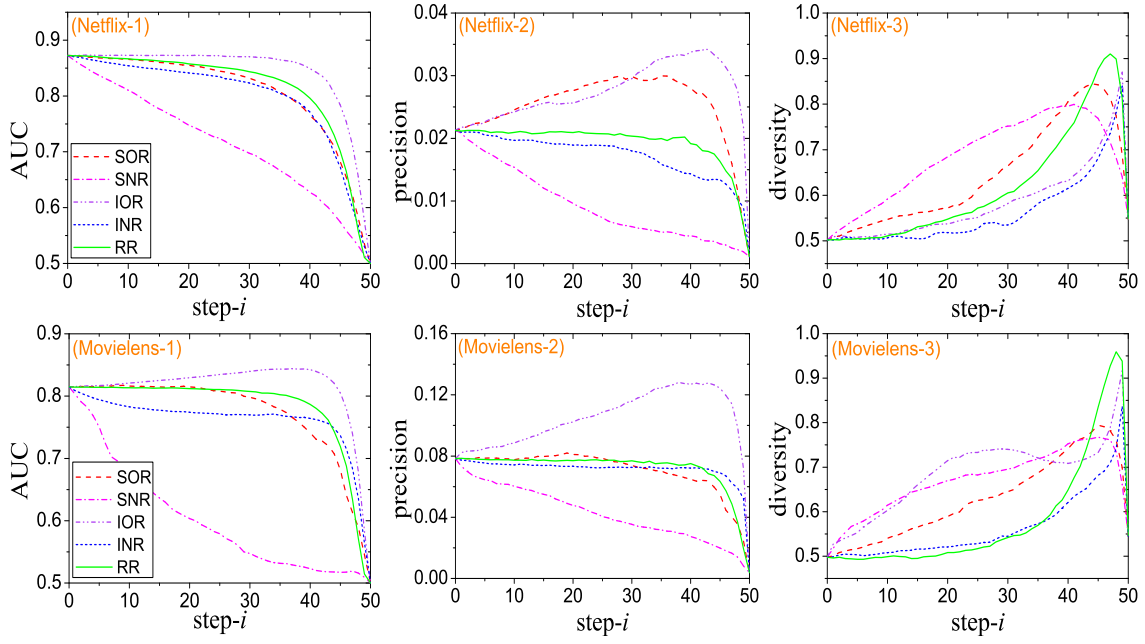 (Netflix-1)
0.9
0.8
0.7
0.6
0.5
AUC
SOR
SNR
IOR
INR
RR
0 10 20 30 40 50
step-i
(Netflix-2)
0.04
0.03
0.02
0.01
0.00
precision
0 10 20 30 40 50
step-i
(Netflix-3)
1.0
0.9
0.8
0.7
0.6
0.5
diversity
0 10 20 30 40 50
step-i
(Movielens-1)
0.9
0.8
0.7
0.6
0.5
AUC
SOR
SNR
IOR
INR
RR
0 10 20 30 40 50
step-i
(Movielens-2)
0.16
0.12
0.08
0.04
0.00
precision
0 10 20 30 40 50
step-i
(Movielens-3)
1.0
0.9
0.8
0.7
0.6
0.5
diversity
0 10 20 30 40 50
step-i